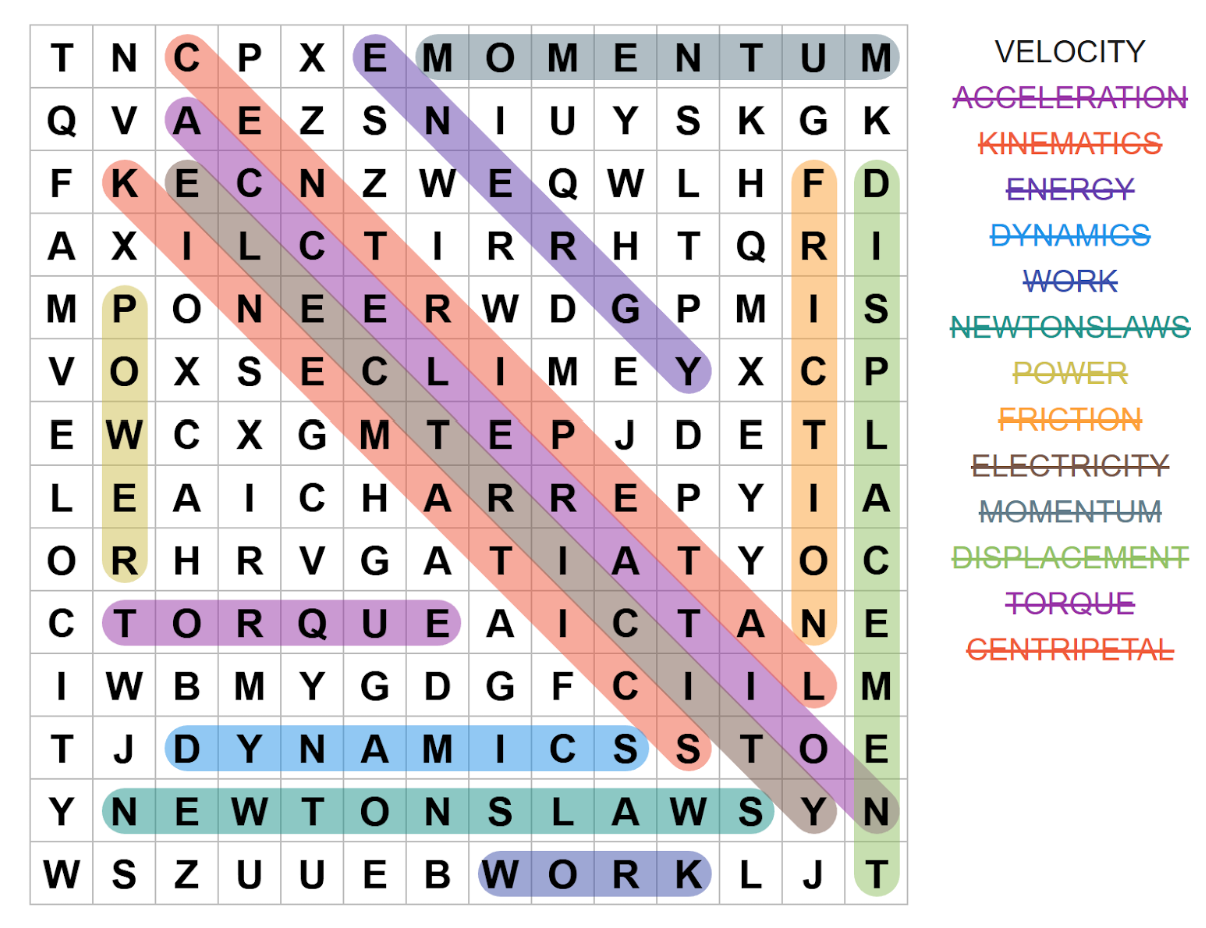 T N C P X E M O M E N T U M
Q V A E Z S N I U Y S K G K
F K E C N Z W E Q W L H F D
A X I L C T I R R H T Q R I
M P O N E E R W D G P M I S
V O X S E C L I M E Y X C P
E W C X G M T E P J D E T L
L E A I C H A R R E P Y I A
O R H R V G A T I A T Y O C
C T O R Q U E A I C T A N E
I W B M Y G D G F C I I L M
T J D Y N A M I C S S T O E
Y N E W T O N S L A W S Y N
W S Z U U E B W O R K L J T
VELOCITY
ACCELERATION
KINEMATICS
ENERGY
DYNAMICS
WORK
NEWTONSLAWS
POWER
FRICTION
ELECTRICITY
MOMENTUM
DISPLACEMENT
TORQUE
CENTRIPETAL